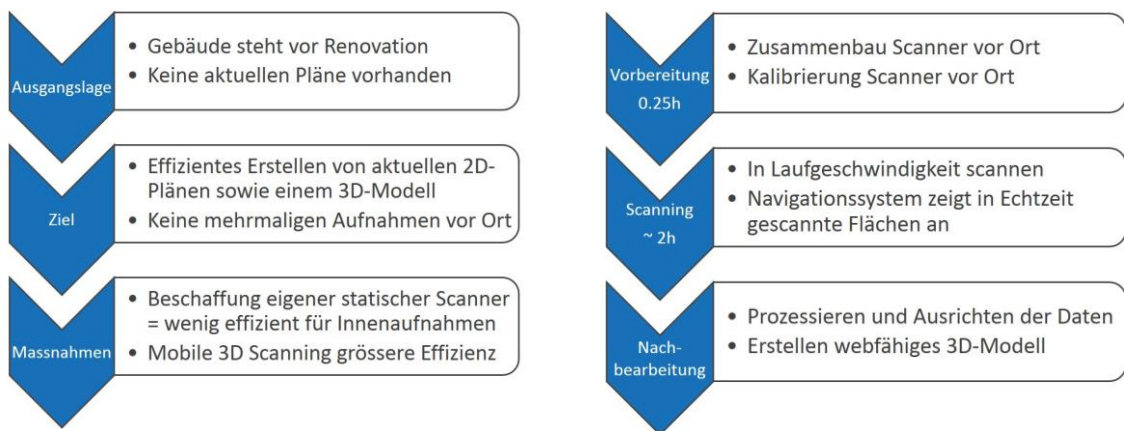 Ausgangslage
• Gebäude steht vor Renovation
• Keine aktuellen Pläne vorhanden
Ziel
• Effizientes Erstellen von aktuellen 2D-
Plänen sowie einem 3D-Modell
• Keine mehrmaligen Aufnahmen vor Ort
Massnahmen
• Beschaffung eigener statischer Scanner
= wenig effizient für Innenaufnahmen
• Mobile 3D Scanning grössere Effizienz
Vorbereitung
0.25h
• Zusammenbau Scanner vor Ort
• Kalibrierung Scanner vor Ort
Scanning
~ 2h
• In Laufgeschwindigkeit scannen
• Navigationssystem zeigt in Echtzeit
gescannte Flächen an
Nach-
bearbeitung
• Prozessieren und Ausrichten der Daten
• Erstellen webfähiges 3D-Modell